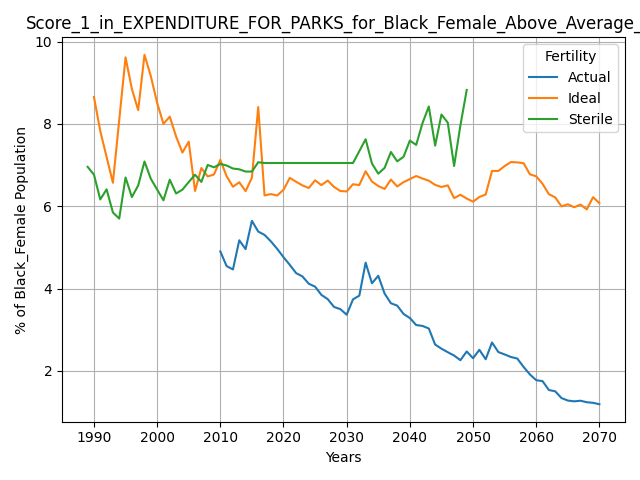 Score_1_in_EXPENDITURE_FOR_PARKS_for_Black_Female_Above_Average_
% of Black_Female Population
10
8
6
4
2
Fertility
Actual
Ideal
Sterile
1990 2000 2010 2020 2030 2040 2050 2060 2070
Years